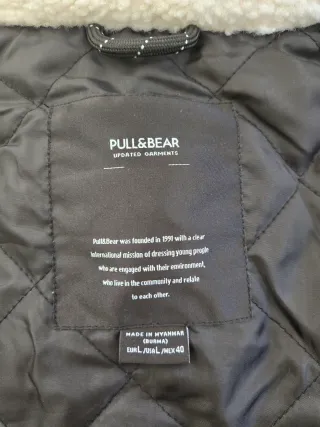 PULL&BEAR
UPDATED GARMENTS
Pull&Bear was founded in 1991 with a clear
international mission of dressing young people
who are engaged with their environment,
who live in the community and relate
to each other.
MADE IN MYANMAR
(BURMA)
EUR L /USA L /MEX 40